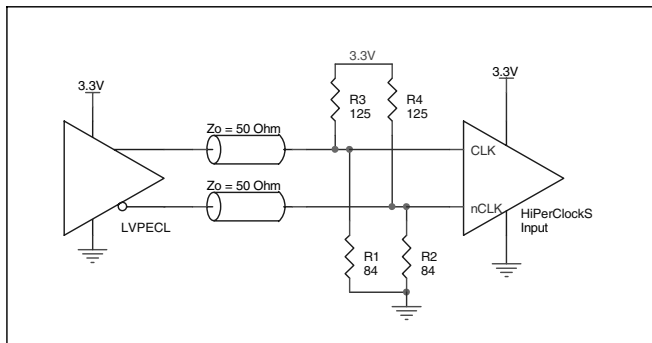 3.3V
3.3V
3.3V
R3
125
R4
125
Zo = 50 Ohm
CLK
Zo = 50 Ohm
nCLK
HiPerClockS
Input
LVPECL
R1
84
R2
84